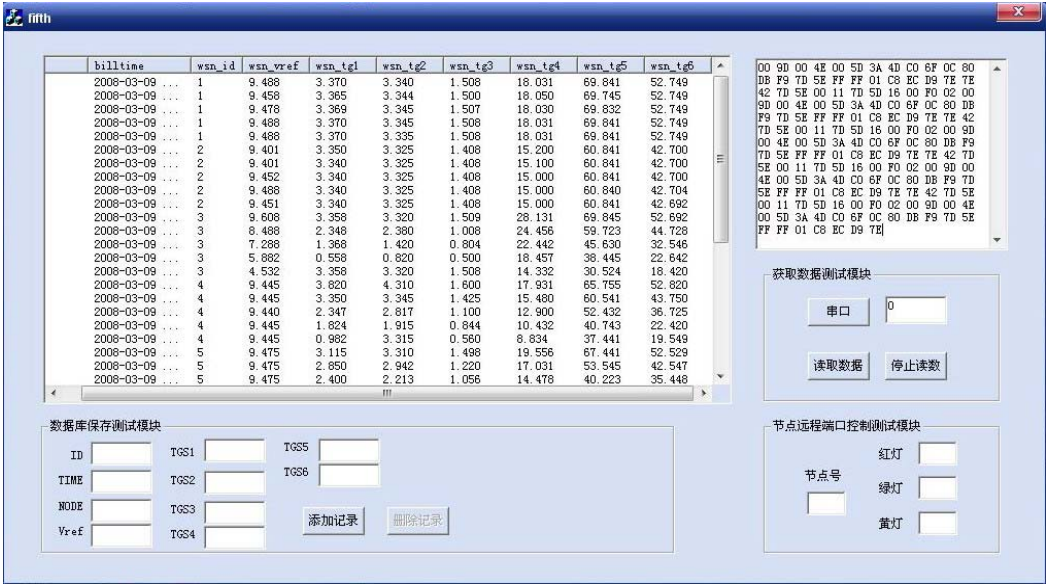 fifth
billtime wsn_id wsn_vref wsn_tg1 wsn_tg2 wsn_tg3 wsn_tg4 wsn_tg5 wsn_tg6
2008-03-09 ... 1 9.488 3.370 3.340 1.508 18.031 69.841 52.749
2008-03-09 ... 1 9.458 3.365 3.344 1.500 18.050 69.745 52.749
2008-03-09 ... 1 9.478 3.369 3.345 1.507 18.030 69.832 52.749
2008-03-09 ... 1 9.488 3.370 3.345 1.508 18.031 69.841 52.749
2008-03-09 ... 1 9.488 3.370 3.335 1.508 18.031 69.841 52.749
2008-03-09 ... 2 9.401 3.350 3.325 1.408 15.200 60.841 42.700
2008-03-09 ... 2 9.401 3.340 3.325 1.408 15.100 60.841 42.700
2008-03-09 ... 2 9.452 3.340 3.325 1.408 15.000 60.841 42.700
2008-03-09 ... 2 9.488 3.340 3.325 1.408 15.000 60.840 42.704
2008-03-09 ... 2 9.451 3.340 3.325 1.408 15.000 60.841 42.692
2008-03-09 ... 3 9.608 3.358 3.320 1.509 28.131 69.845 52.692
2008-03-09 ... 3 8.488 2.348 2.380 1.008 24.456 59.723 44.728
2008-03-09 ... 3 7.288 1.368 1.420 0.804 22.442 45.630 32.546
2008-03-09 ... 3 5.882 0.558 0.820 0.500 18.457 38.445 22.642
2008-03-09 ... 3 4.532 3.358 3.320 1.508 14.332 30.524 18.420
2008-03-09 ... 4 9.445 3.820 4.310 1.600 17.931 65.755 52.820
2008-03-09 ... 4 9.445 3.350 3.345 1.425 15.480 60.541 43.750
2008-03-09 ... 4 9.440 2.347 2.817 1.100 12.900 52.432 36.725
2008-03-09 ... 4 9.445 1.824 1.915 0.844 10.432 40.743 22.420
2008-03-09 ... 4 9.445 0.982 3.315 0.560 8.834 37.441 19.549
2008-03-09 ... 5 9.475 3.115 3.310 1.498 19.556 67.441 52.529
2008-03-09 ... 5 9.475 2.850 2.942 1.220 17.031 53.545 42.547
2008-03-09 ... 5 9.475 2.400 2.213 1.056 14.478 40.223 35.448
00 9D 00 4E 00 5D 3A 4D C0 6F 0C 80
DB F9 7D 5E FF FF 01 C8 EC D9 7E 7E
42 7D 5E 00 11 7D 5D 16 00 F0 02 00
9D 00 4E 00 5D 3A 4D C0 6F 0C 80 DB
F9 7D 5E FF FF 01 C8 EC D9 7E 7E 42
7D 5E 00 11 7D 5D 16 00 F0 02 00 9D
00 4E 00 5D 3A 4D C0 6F 0C 80 DB F9
7D 5E FF FF 01 C8 EC D9 7E 7E 42 7D
5E 00 11 7D 5D 16 00 F0 02 00 9D 00
4E 00 5D 3A 4D C0 6F 0C 80 DB F9 7D
5E FF FF 01 C8 EC D9 7E 7E 42 7D 5E
00 11 7D 5D 16 00 F0 02 00 9D 00 4E
00 5D 3A 4D C0 6F 0C 80 DB F9 7D 5E
FF FF 01 C8 EC D9 7E
获取数据测试模块
串口 0
读取数据 停止读数
数据库保存测试模块
ID TGS1 TGS5
TIME TGS2 TGS6
NODE TGS3
Vref TGS4
添加记录 删除记录
节点远程端口控制测试模块
节点号
红灯
绿灯
黄灯